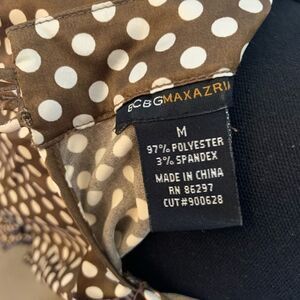 BCBGMAXAZRIA
M
97% POLYESTER
3% SPANDEX
MADE IN CHINA
RN 86297
CUT#900628